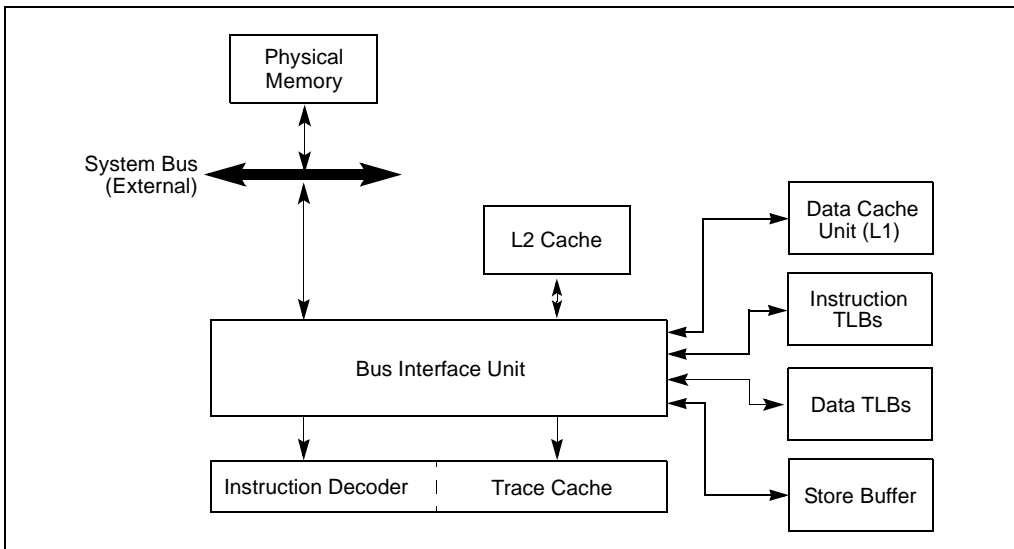 Physical
Memory
System Bus
(External)
Data Cache
Unit (L1)
L2 Cache
Instruction
TLBs
Bus Interface Unit
Data TLBs
Instruction Decoder
Trace Cache
Store Buffer